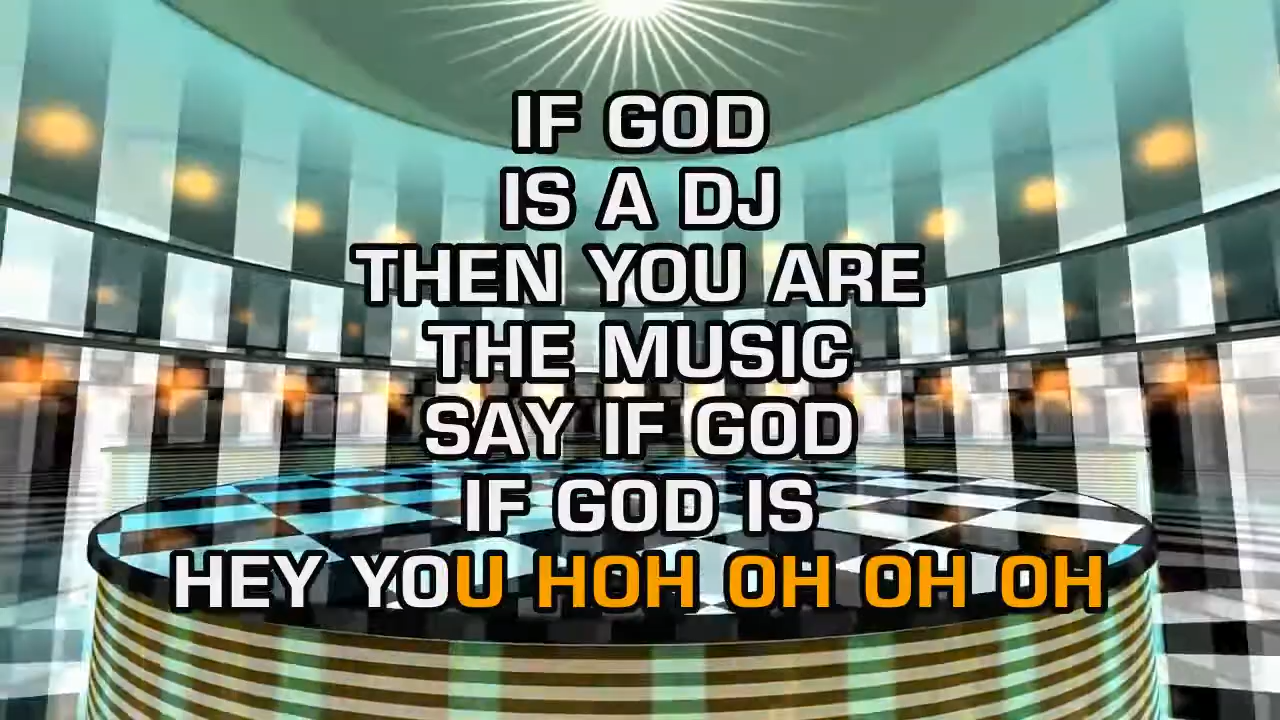 IF GOD
IS A DJ
THEN YOU ARE
THE MUSIC
SAY IF GOD
IF GOD IS
HEY YOU HOH OH OH OH